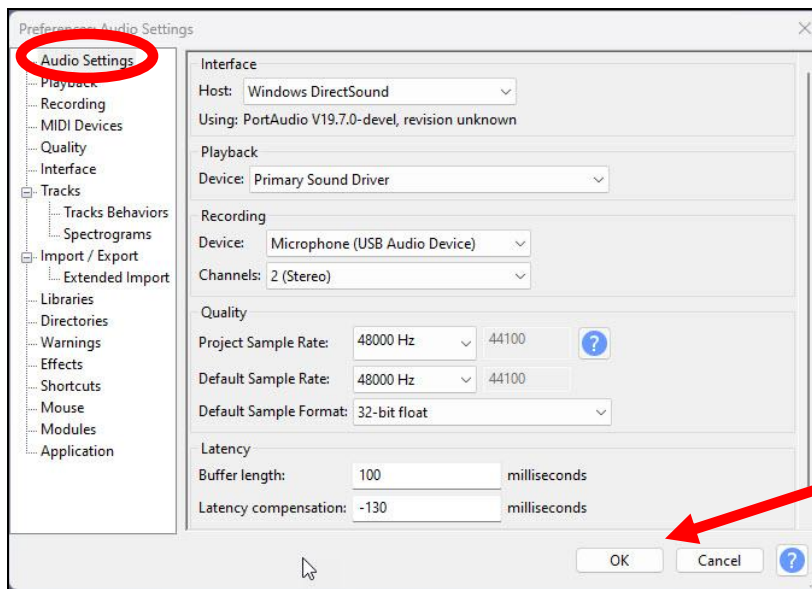 Preferences: Audio Settings
Audio Settings
Playback
Recording
MIDI Devices
Quality
Interface
Tracks
Tracks Behaviors
Spectrograms
Import / Export
Extended Import
Libraries
Directories
Warnings
Effects
Shortcuts
Mouse
Modules
Application
Interface
Host: Windows DirectSound
Using: PortAudio V19.7.0-devel, revision unknown
Playback
Device: Primary Sound Driver
Recording
Device: Microphone (USB Audio Device)
Channels: 2 (Stereo)
Quality
Project Sample Rate: 48000 Hz 44100 ?
Default Sample Rate: 48000 Hz 44100
Default Sample Format: 32-bit float
Latency
Buffer length: 100 milliseconds
Latency compensation: -130 milliseconds
OK Cancel ?